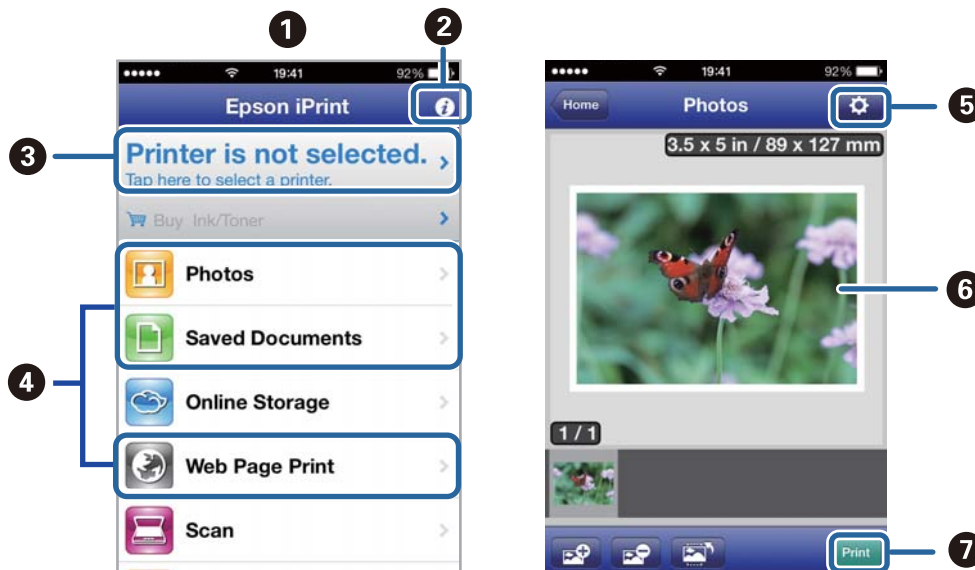 1
2
19:41 92%
Epson iPrint
3
Printer is not selected.
Tap here to select a printer.
Buy Ink/Toner
Photos
Saved Documents
4
Online Storage
Web Page Print
Scan
19:41 92%
Home Photos
5
3.5 x 5 in / 89 x 127 mm
6
1/1
Print
7